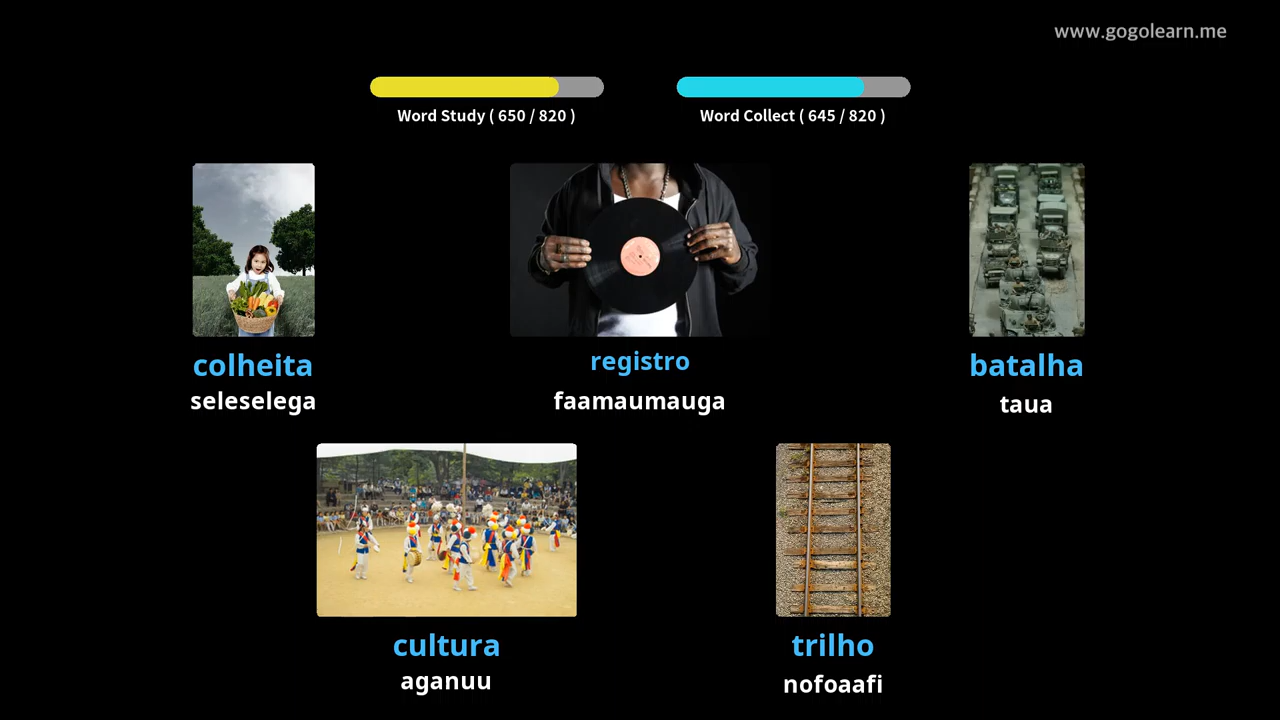 www.gogolearn.me
Word Study ( 650 / 820 )
Word Collect ( 645 / 820 )
colheita
seleselega
registro
faamaumauga
batalha
taua
cultura
aganuu
trilho
nofoaafi